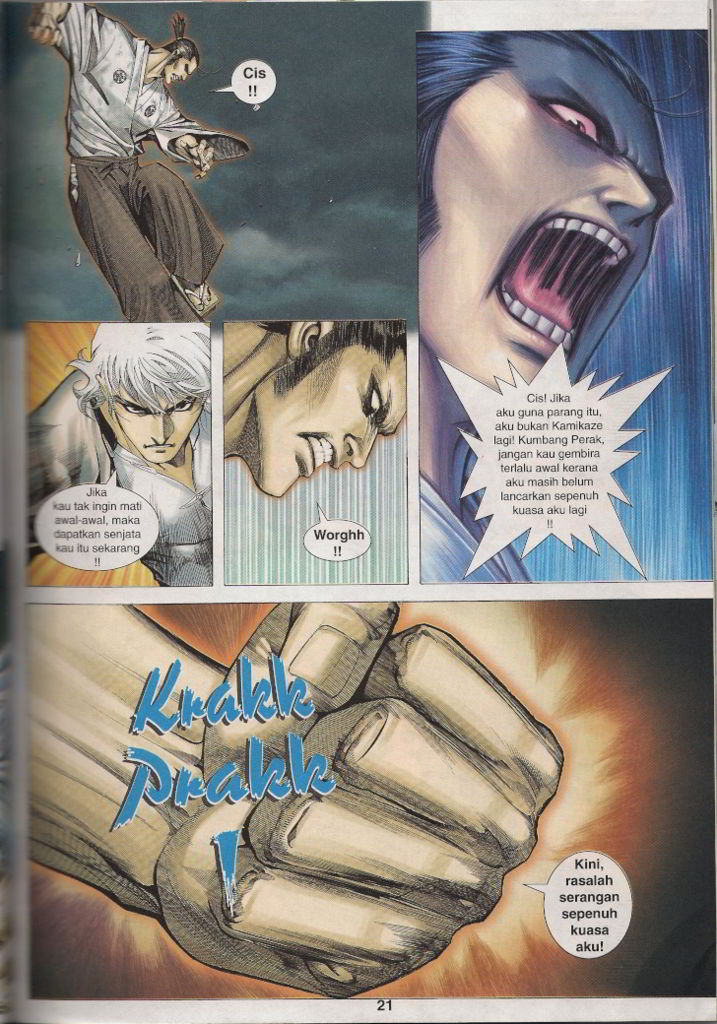 Cis
!!
Jika
kau tak ingin mati
awal-awal, maka
dapatkan senjata
kau itu sekarang
!!
Worghh
!!
Cis! Jika
aku guna parang itu,
aku bukan Kamikaze
lagi! Kumbang Perak,
jangan kau gembira
terlalu awal kerana
aku masih belum
lancarkan sepenuh
kuasa aku lagi
!!
Krakk
Prakk
!
Kini,
rasalah
serangan
sepenuh
kuasa
aku!
21